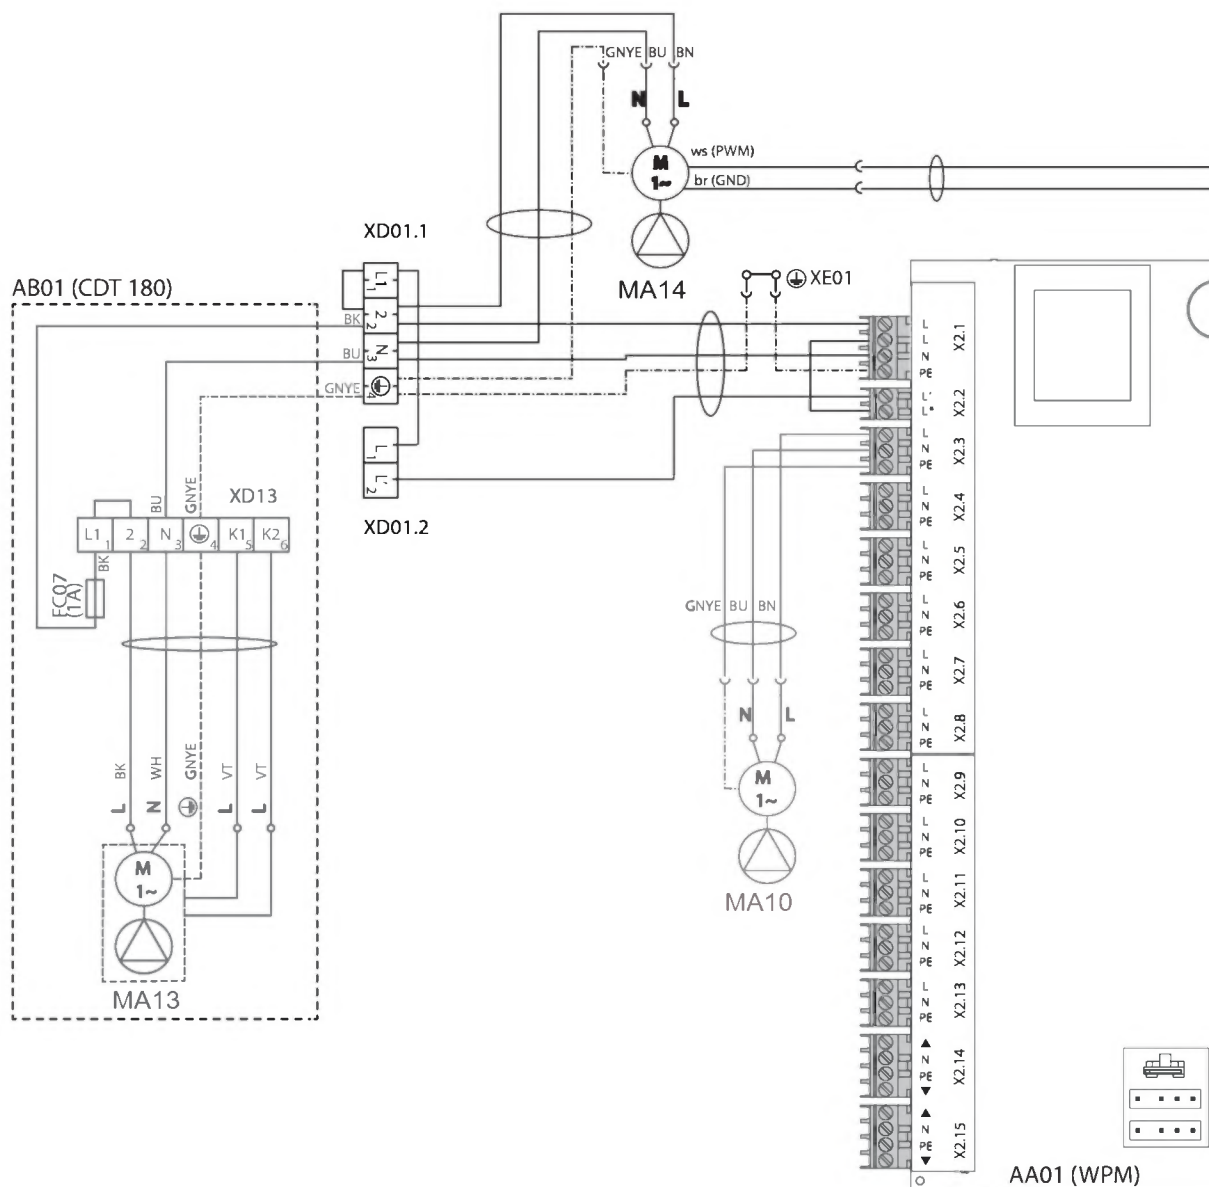 GNYE BU BN
N L
ws (PWM)
M
1~
br (GND)
MA14
XD01.1
AB01 (CDT 180)
L1 1
BK
2 2
BU
N 3
GNYE
4
XE01
L 1
L' 2
XD01.2
XD13
BU
GNYE
L1 1
2 2
N 3
4
K1 5
K2 6
BK
FC07
(1A)
BK
WH
GNYE
VT
VT
L
N
L
L
M
1~
MA13
GNYE BU BN
N L
M
1~
MA10
L
L
N
PE
X2.1
L'
L*
X2.2
L
N
PE
X2.3
L
N
PE
X2.4
L
N
PE
X2.5
L
N
PE
X2.6
L
N
PE
X2.7
L
N
PE
X2.8
L
N
PE
X2.9
L
N
PE
X2.10
L
N
PE
X2.11
L
N
PE
X2.12
L
N
PE
X2.13
▲
N
PE
▼
X2.14
▲
N
PE
▼
X2.15
AA01 (WPM)